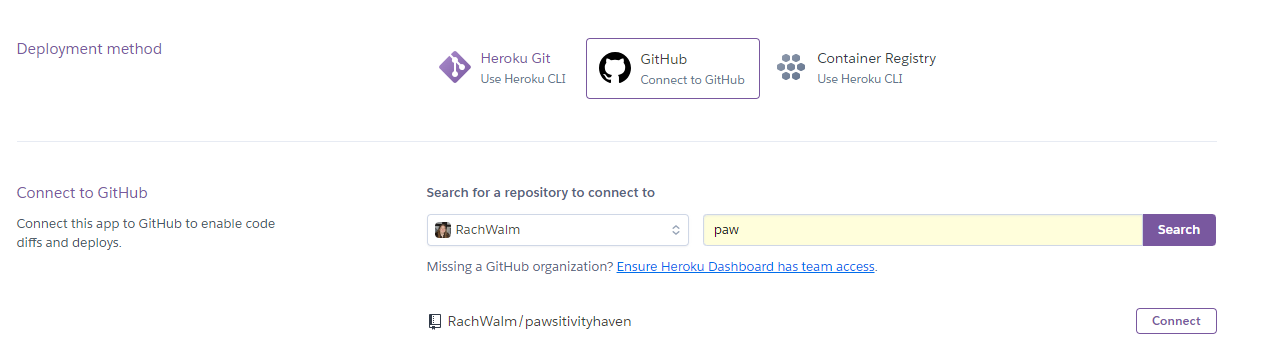 Deployment method
Heroku Git
Use Heroku CLI
GitHub
Connect to GitHub
Container Registry
Use Heroku CLI
Connect to GitHub
Connect this app to GitHub to enable code
diffs and deploys.
Search for a repository to connect to
RachWalm
paw
Search
Missing a GitHub organization? Ensure Heroku Dashboard has team access.
RachWalm/pawsitivityhaven
Connect